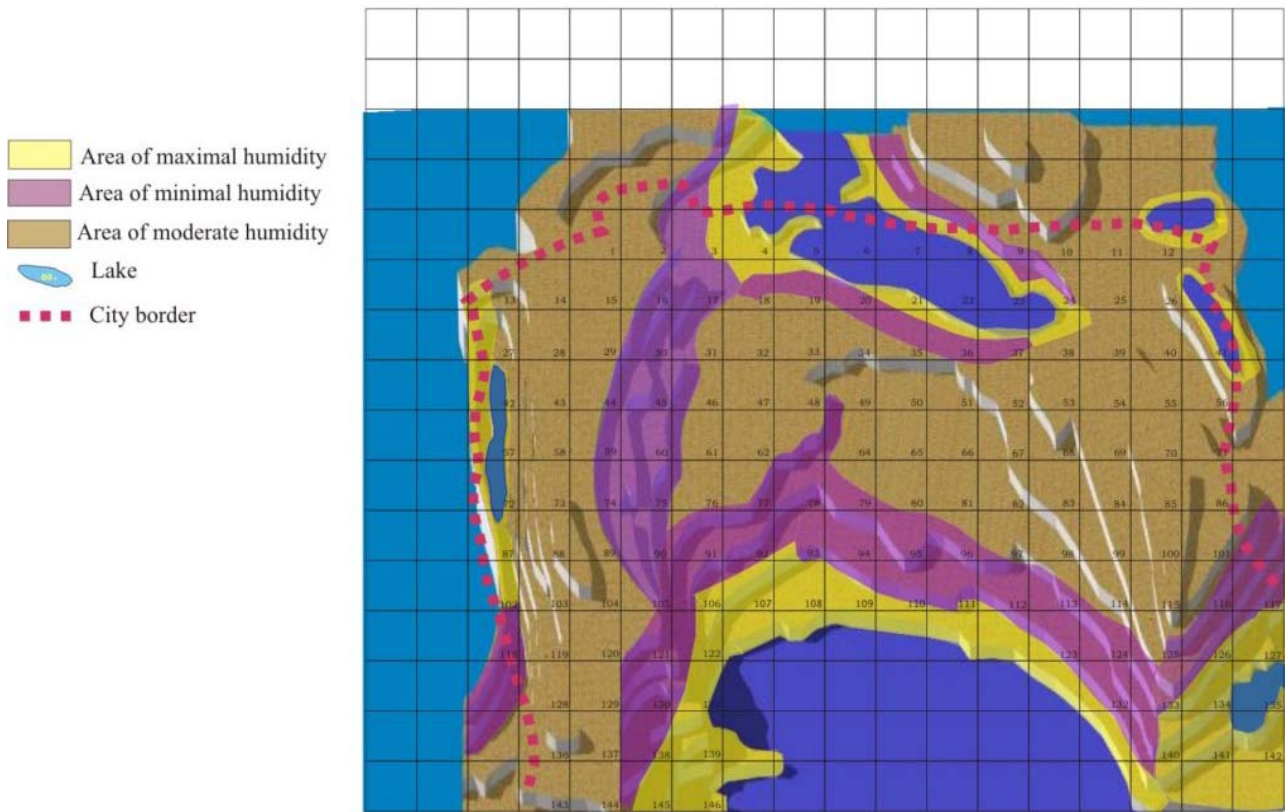 Area of maximal humidity
Area of minimal humidity
Area of moderate humidity
Lake
City border
1 2 4 5 6 7 8 9 10 11 12
13 14 15 16 17 18 19 20 21 22 23 24 25 26
27 28 29 30 31 32 33 34 35 36 37 38 39 40 41
42 43 44 45 46 47 48 49 50 51 52 53 54 55 56
57 58 59 60 61 62 64 65 66 67 68 69 70 71
72 73 74 75 76 77 78 79 80 81 82 83 84 85 86
87 88 89 90 91 92 93 94 95 96 97 98 99 100 101
102 103 104 105 106 107 108 109 110 111 112 113 114 115 116 117
118 119 120 121 122 123 124 125 126 127
128 129 130 132 133 134 135
136 137 138 139 140 141 142
143 144 145 146